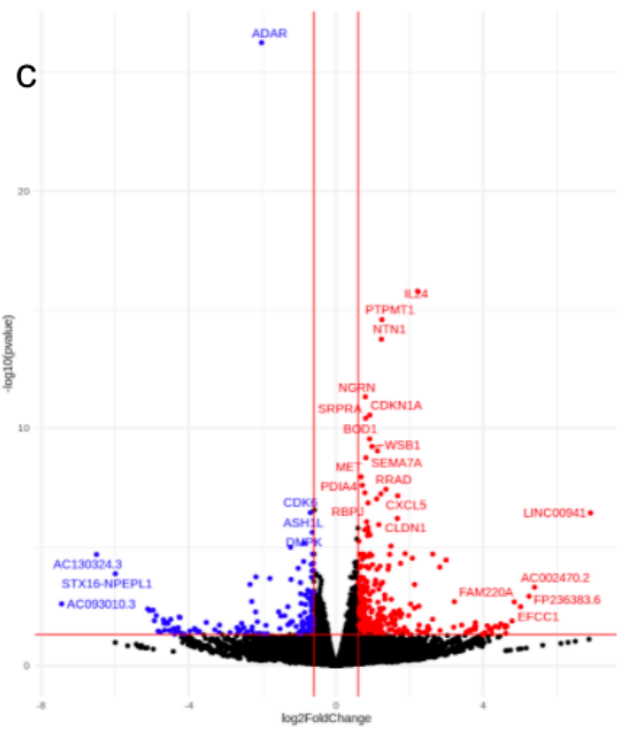 C
ADAR
20
IL24
PTPMT1
NTN1
NGRN
SRPRA
CDKN1A
BOD1
10
WSB1
SEMA7A
MET
RRAD
PDIA4
CXCL5
RBPJ
CLDN1
LINC00941
CDK6
ASH1L
DMPK
AC130324.3
STX16-NPEPL1
AC093010.3
AC002470.2
FAM220A
FP236383.6
EFCC1
0
-log10(pvalue)
-8
-4
0
4
log2FoldChange